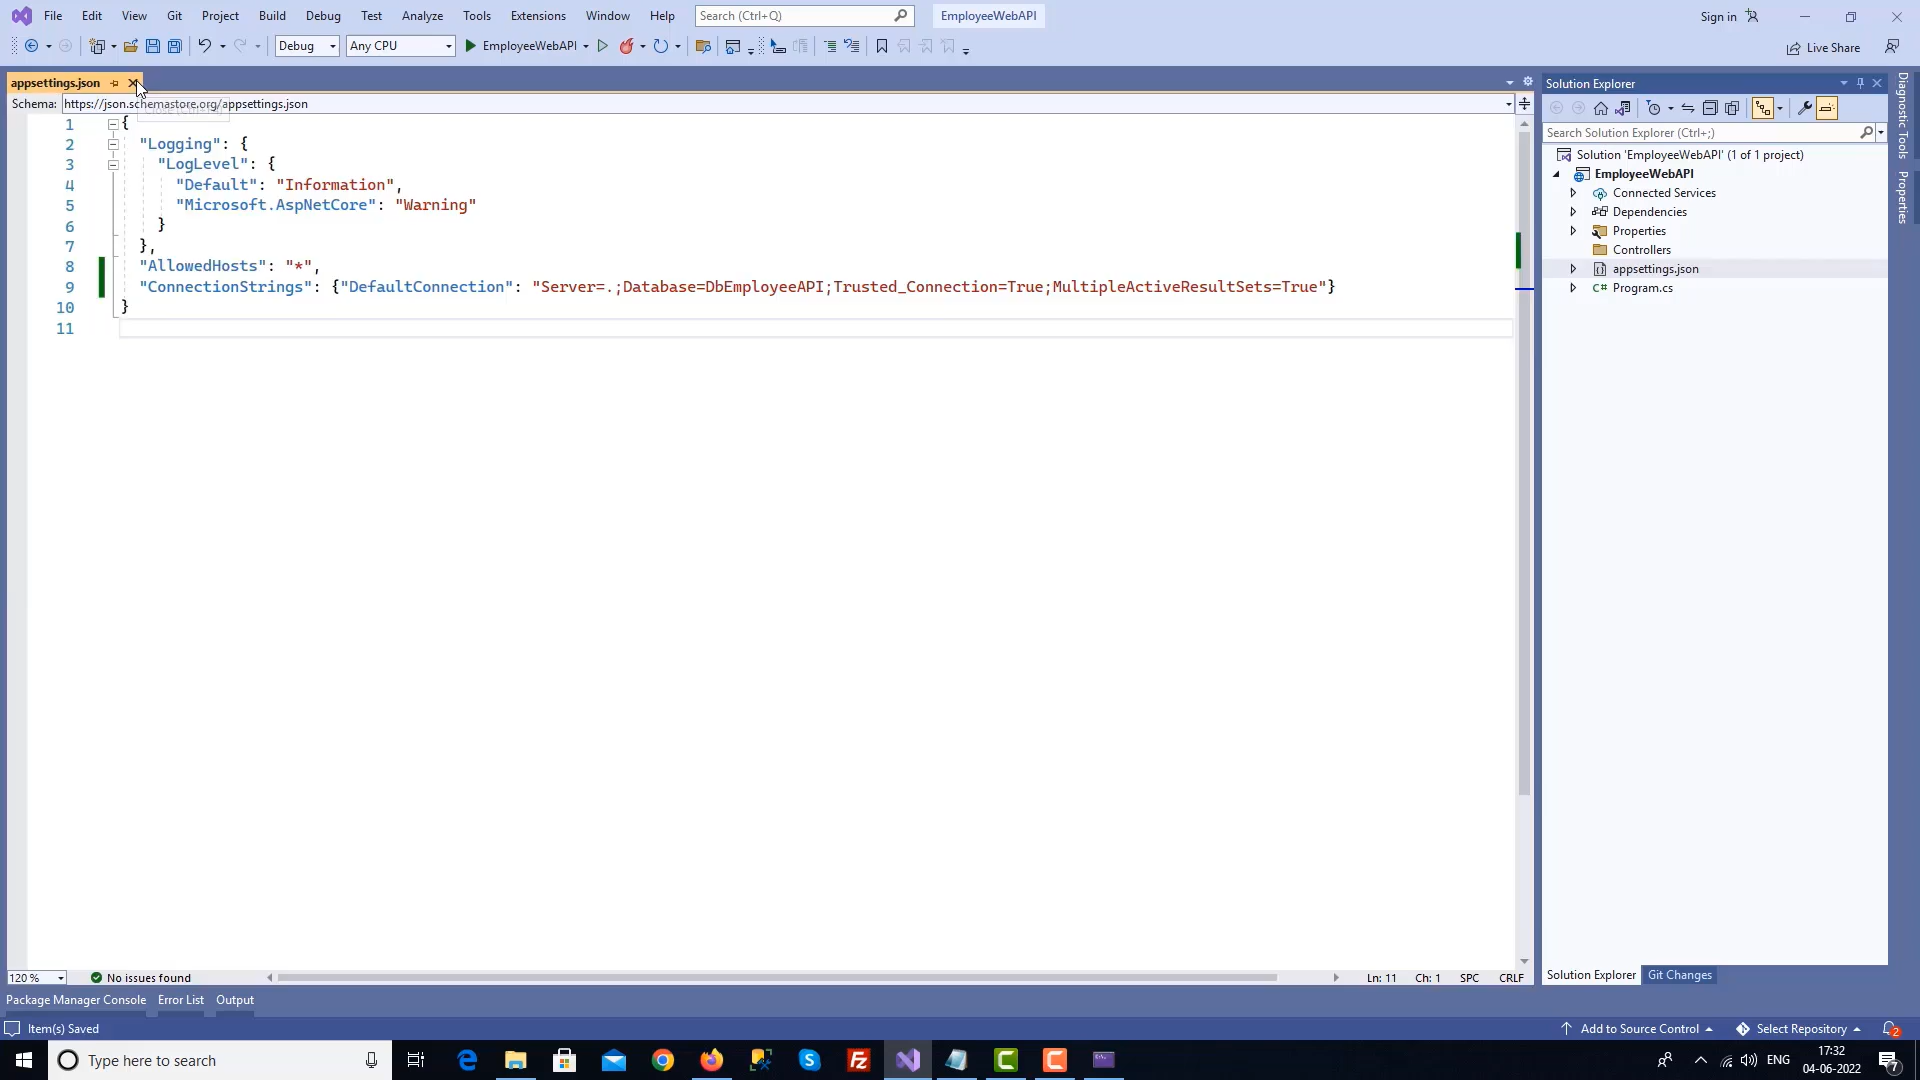 File Edit View Git Project Build Debug Test Analyze Tools Extensions Window Help Search (Ctrl+Q) EmployeeWebAPI Sign in
Debug Any CPU EmployeeWebAPI Live Share
appsettings.json
Schema: https://json.schemastore.org/appsettings.json
1 {
2 "Logging": {
3 "LogLevel": {
4 "Default": "Information",
5 "Microsoft.AspNetCore": "Warning"
6 }
7 },
8 "AllowedHosts": "*",
9 "ConnectionStrings": {"DefaultConnection": "Server=.;Database=DbEmployeeAPI;Trusted_Connection=True;MultipleActiveResultSets=True"}
10 }
11
120 % No issues found Ln: 11 Ch: 1 SPC CRLF
Solution Explorer
Search Solution Explorer (Ctrl+;)
Solution 'EmployeeWebAPI' (1 of 1 project)
EmployeeWebAPI
Connected Services
Dependencies
Properties
Controllers
appsettings.json
C# Program.cs
Solution Explorer Git Changes
Diagnostic Tools
Properties
Package Manager Console Error List Output
Item(s) Saved Add to Source Control Select Repository 2
Type here to search ENG 17:32
04-06-2022 7